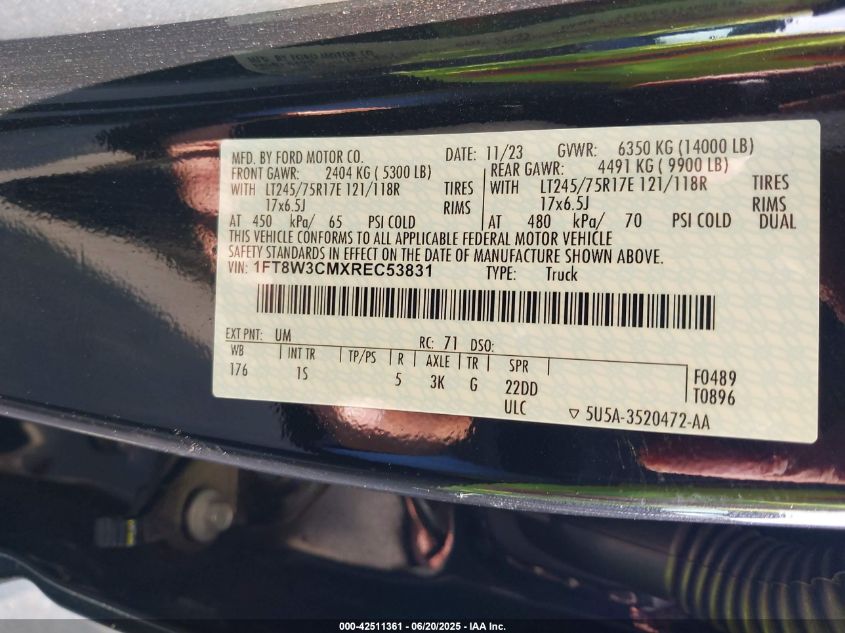 MFD. BY FORD MOTOR CO. DATE: 11/23 GVWR: 6350 KG (14000 LB)
FRONT GAWR: 2404 KG (5300 LB) REAR GAWR: 4491 KG (9900 LB)
WITH LT245/75R17E 121/118R TIRES WITH LT245/75R17E 121/118R TIRES
17x6.5J RIMS 17x6.5J RIMS
AT 450 kPa/ 65 PSI COLD AT 480 kPa/ 70 PSI COLD DUAL
THIS VEHICLE CONFORMS TO ALL APPLICABLE FEDERAL MOTOR VEHICLE
SAFETY STANDARDS IN EFFECT ON THE DATE OF MANUFACTURE SHOWN ABOVE.
VIN: 1FT8W3CMXREC53831 TYPE: Truck
EXT PNT: UM RC: 71 DSO:
WB INT TR TP/PS R AXLE TR SPR
176 1S 5 3K G 22DD F0489
ULC T0896
▽ 5U5A-3520472-AA
000-42511361 - 06/20/2025 - IAA Inc.